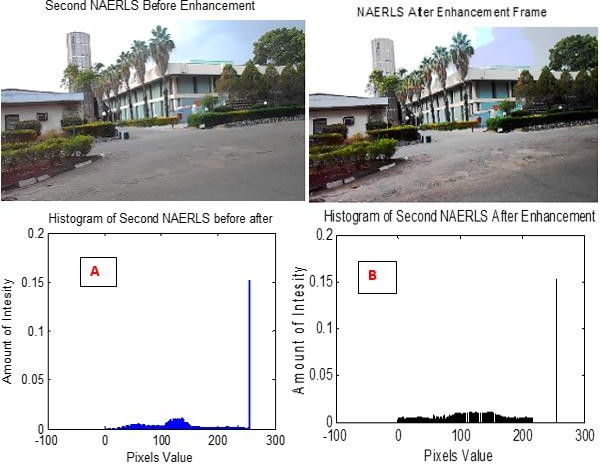 Second NAERLS Before Enhancement
NAERLS After Enhancement Frame
Histogram of Second NAERLS before after
0.2
0.15
0.1
0.05
0
-100
0
100
200
300
Amount of Intesity
Pixels Value
A
Histogram of Second NAERLS After Enhancement
0.2
0.15
0.1
0.05
0
-100
0
100
200
300
Amount of Intesity
Pixels Value
B